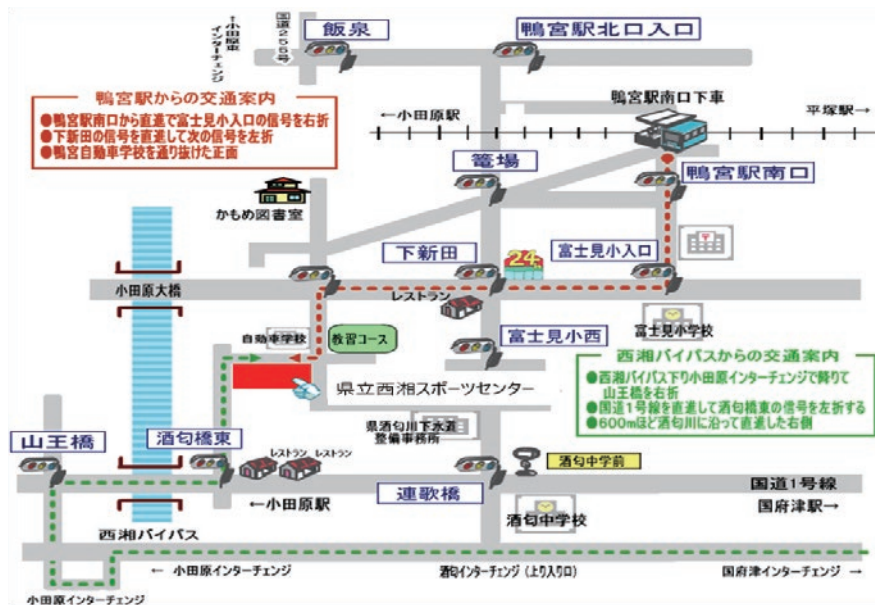 ↑小田原東
インターチェンジ
国道255号
飯泉
鴨宮駅北口入口
鴨宮駅南口下車
←小田原駅
平塚駅→
鴨宮駅からの交通案内
●鴨宮駅南口から直進で富士見小入口の信号を右折
●下新田の信号を直進して次の信号を左折
●鴨宮自動車学校を通り抜けた正面
篭場
鴨宮駅南口
かもめ図書室
下新田
24
富士見小入口
小田原大橋
レストラン
自動車学校
教習コース
富士見小西
富士見小学校
県立西湘スポーツセンター
西湘バイパスからの交通案内
●西湘バイパス下り小田原インターチェンジで降りて
山王橋を右折
●国道1号線を直進して酒匂橋東の信号を左折する
●600mほど酒匂川に沿って直進した右側
県酒匂川下水道
整備事務所
山王橋
酒匂橋東
レストラン レストラン
連歌橋
酒匂中学前
国道1号線
←小田原駅
国府津駅→
酒匂中学校
西湘バイパス
← 小田原インターチェンジ
酒匂インターチェンジ(上り入り口)
国府津インターチェンジ →
小田原インターチェンジ